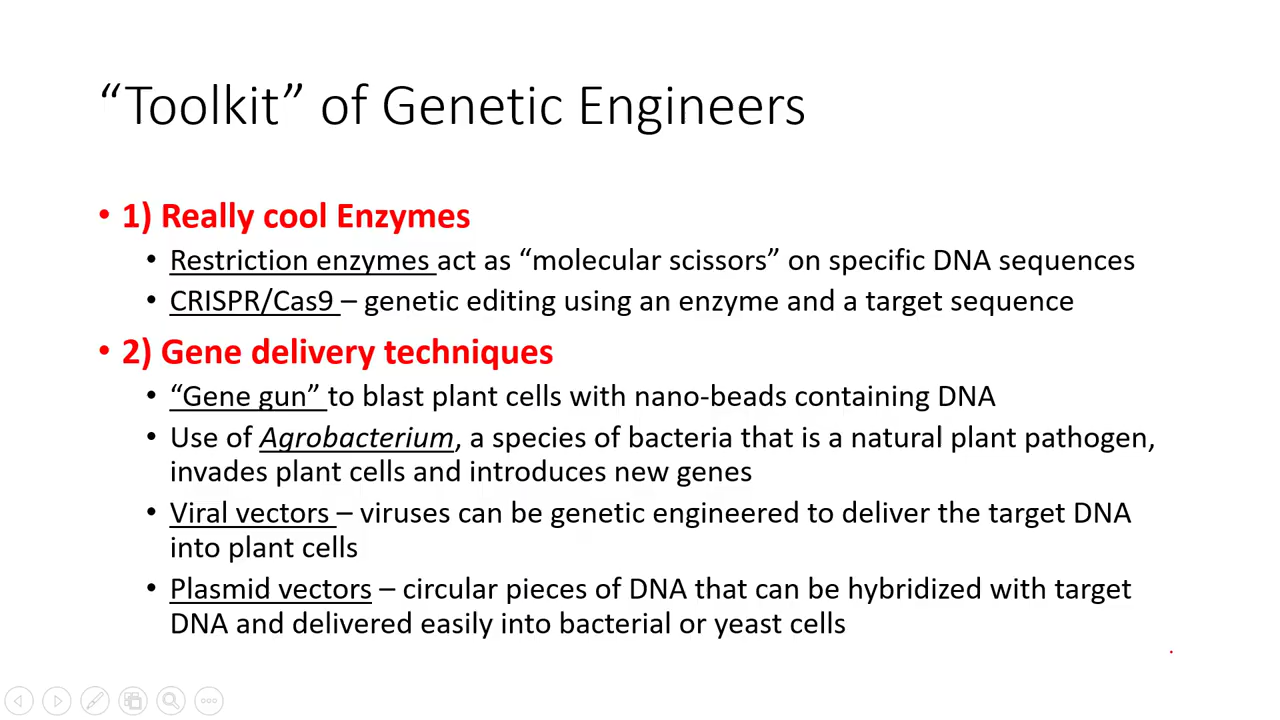 “Toolkit” of Genetic Engineers
• 1) Really cool Enzymes
• Restriction enzymes act as “molecular scissors” on specific DNA sequences
• CRISPR/Cas9 – genetic editing using an enzyme and a target sequence
• 2) Gene delivery techniques
• “Gene gun” to blast plant cells with nano-beads containing DNA
• Use of Agrobacterium, a species of bacteria that is a natural plant pathogen,
invades plant cells and introduces new genes
• Viral vectors – viruses can be genetic engineered to deliver the target DNA
into plant cells
• Plasmid vectors – circular pieces of DNA that can be hybridized with target
DNA and delivered easily into bacterial or yeast cells